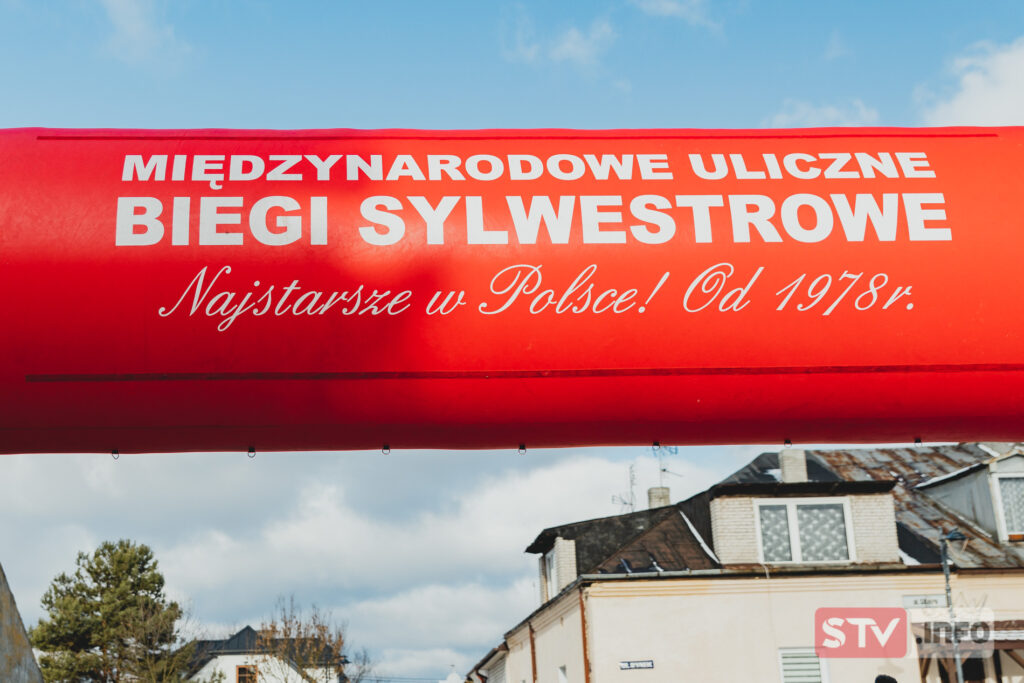 MIĘDZYNARODOWE ULICZNE
BIEGI SYLWESTROWE
Najstarsze w Polsce! Od 1978r.
STV.INFO